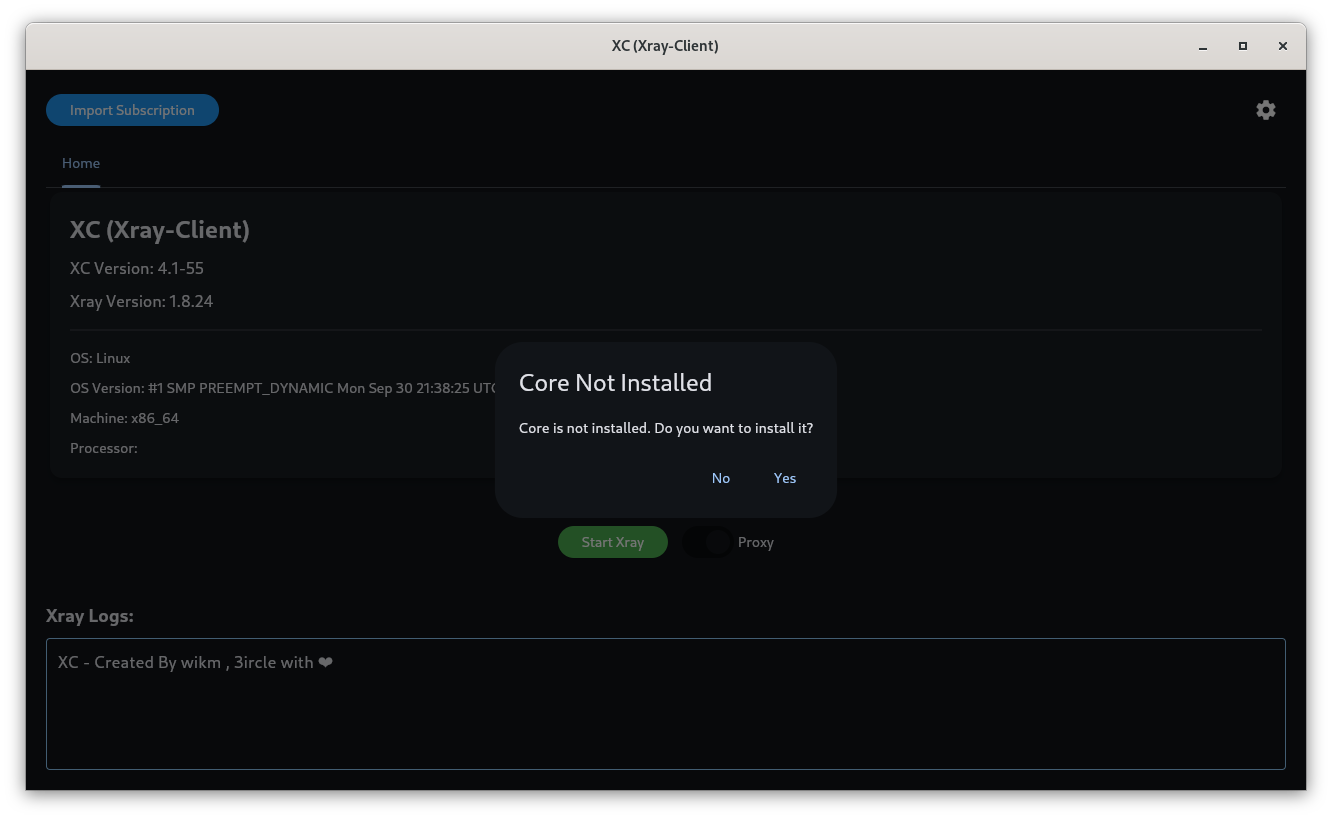 XC (Xray-Client)
Import Subscription
Home
XC (Xray-Client)
XC Version: 4.1-55
Xray Version: 1.8.24
OS: Linux
OS Version: #1 SMP PREEMPT_DYNAMIC Mon Sep 30 21:38:25 UTC
Machine: x86_64
Processor:
Core Not Installed
Core is not installed. Do you want to install it?
No Yes
Start Xray Proxy
Xray Logs:
XC - Created By wikm , 3ircle with ❤